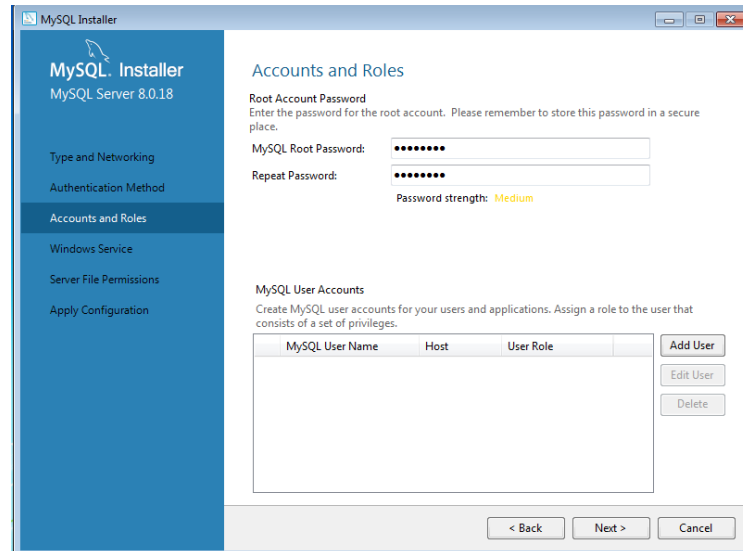 MySQL Installer
MySQL. Installer
MySQL Server 8.0.18
Type and Networking
Authentication Method
Accounts and Roles
Windows Service
Server File Permissions
Apply Configuration
Accounts and Roles
Root Account Password
Enter the password for the root account. Please remember to store this password in a secure
place.
MySQL Root Password: ••••••••
Repeat Password: ••••••••
Password strength: Medium
MySQL User Accounts
Create MySQL user accounts for your users and applications. Assign a role to the user that
consists of a set of privileges.
MySQL User Name Host User Role
Add User
Edit User
Delete
< Back Next > Cancel